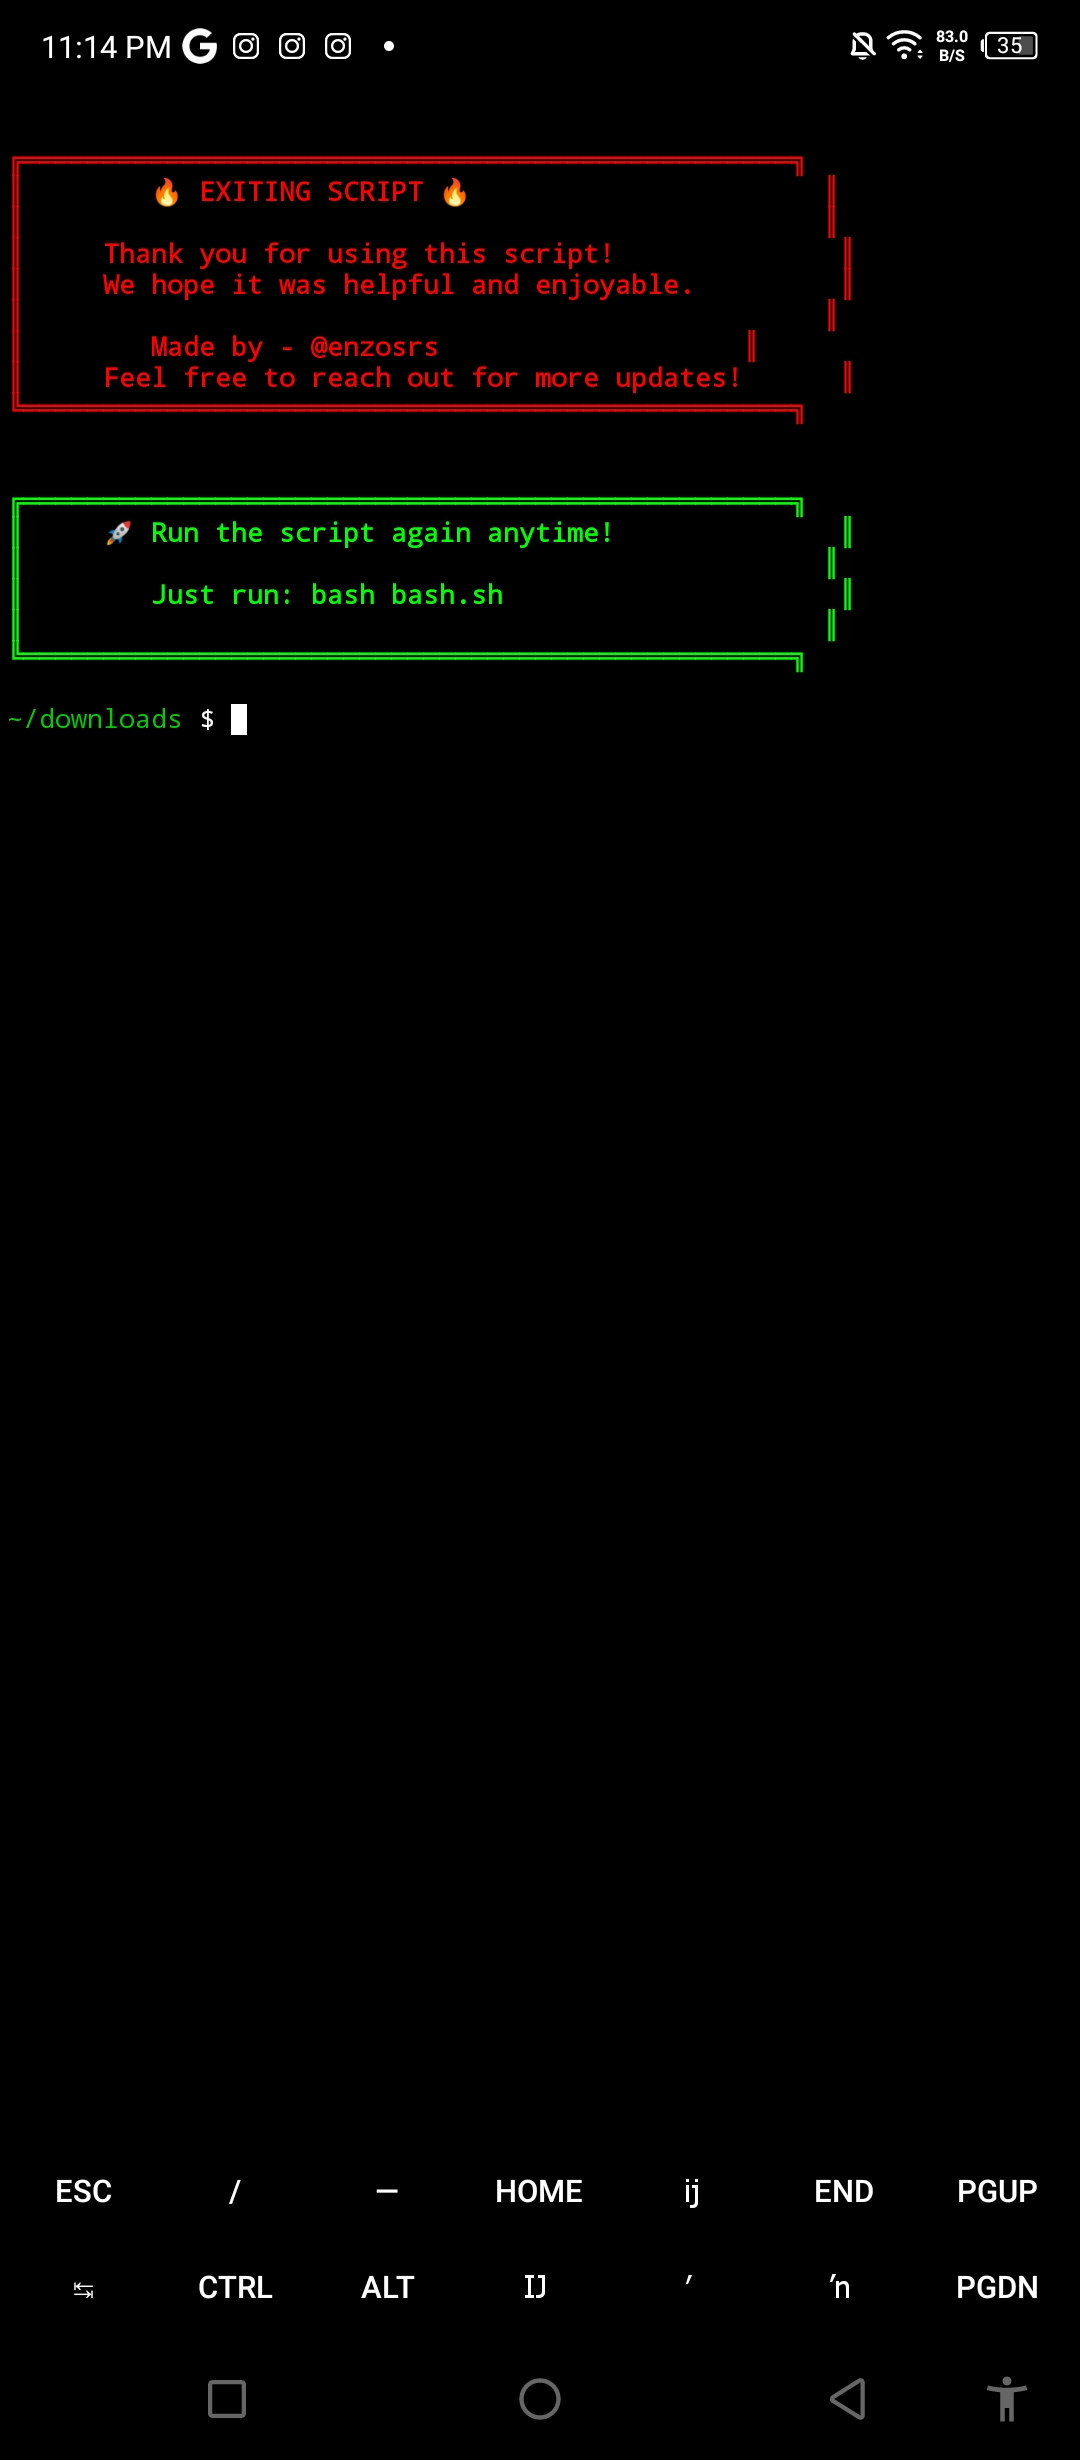 11:14 PM
83.0
B/S
35
🔥 EXITING SCRIPT 🔥
Thank you for using this script!
We hope it was helpful and enjoyable.
Made by - @enzosrs
Feel free to reach out for more updates!
🚀 Run the script again anytime!
Just run: bash bash.sh
~/downloads $
ESC / — HOME ĳ END PGUP
↹ CTRL ALT Ĳ ′ ŉ PGDN